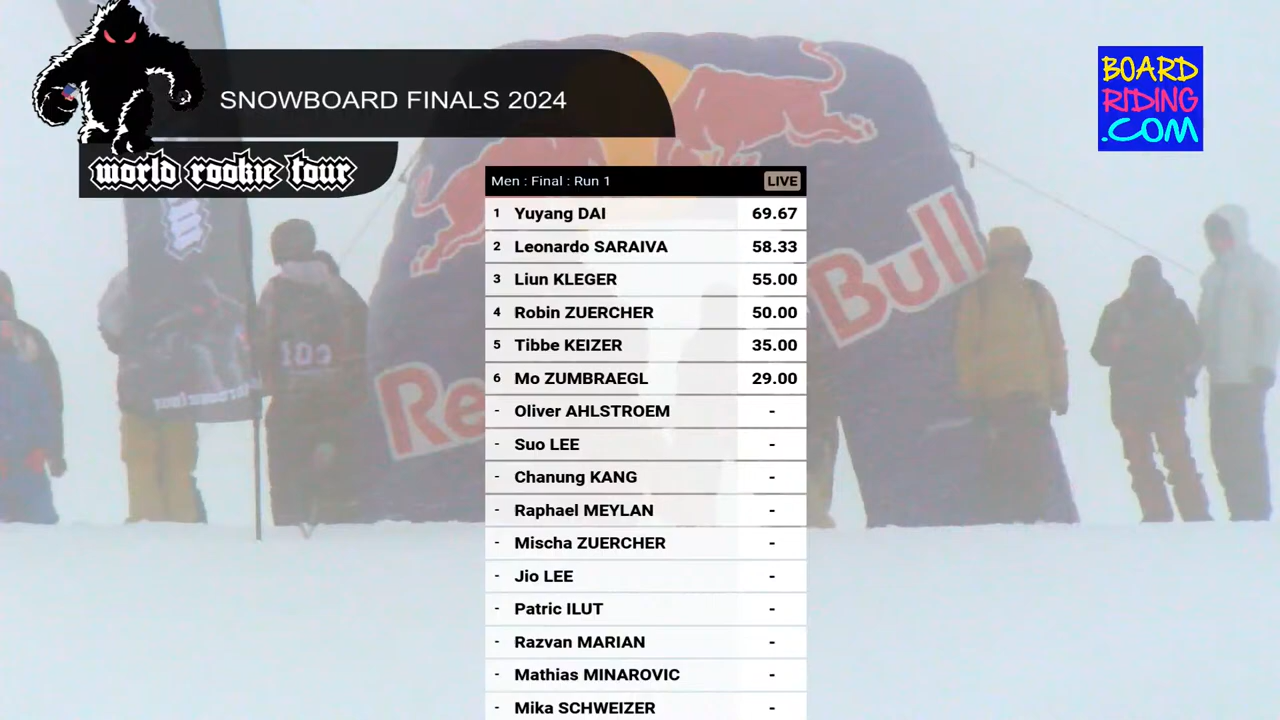 SNOWBOARD FINALS 2024
world rookie tour
BOARD
RIDING
.COM
Men : Final : Run 1 LIVE
1 Yuyang DAI 69.67
2 Leonardo SARAIVA 58.33
3 Liun KLEGER 55.00
4 Robin ZUERCHER 50.00
5 Tibbe KEIZER 35.00
6 Mo ZUMBRAEGL 29.00
- Oliver AHLSTROEM -
- Suo LEE -
- Chanung KANG -
- Raphael MEYLAN -
- Mischa ZUERCHER -
- Jio LEE -
- Patric ILUT -
- Razvan MARIAN -
- Mathias MINAROVIC -
- Mika SCHWEIZER -
Re
Bull
103